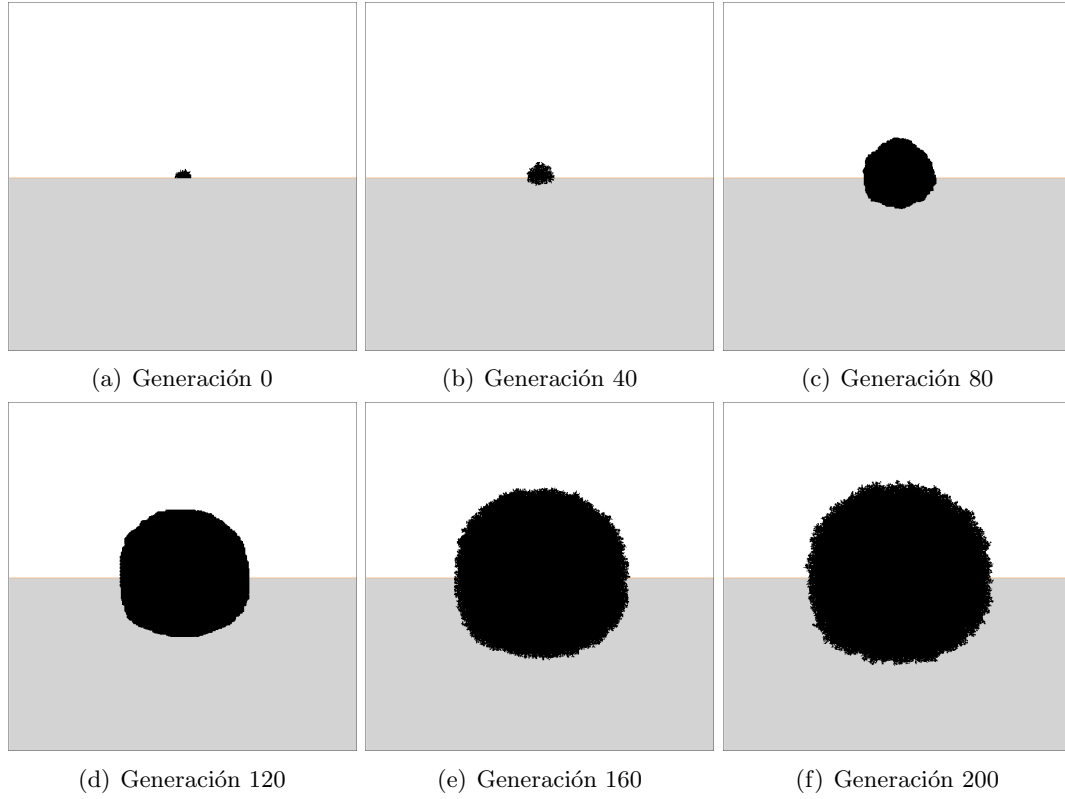 (a) Generación 0
(b) Generación 40
(c) Generación 80
(d) Generación 120
(e) Generación 160
(f) Generación 200